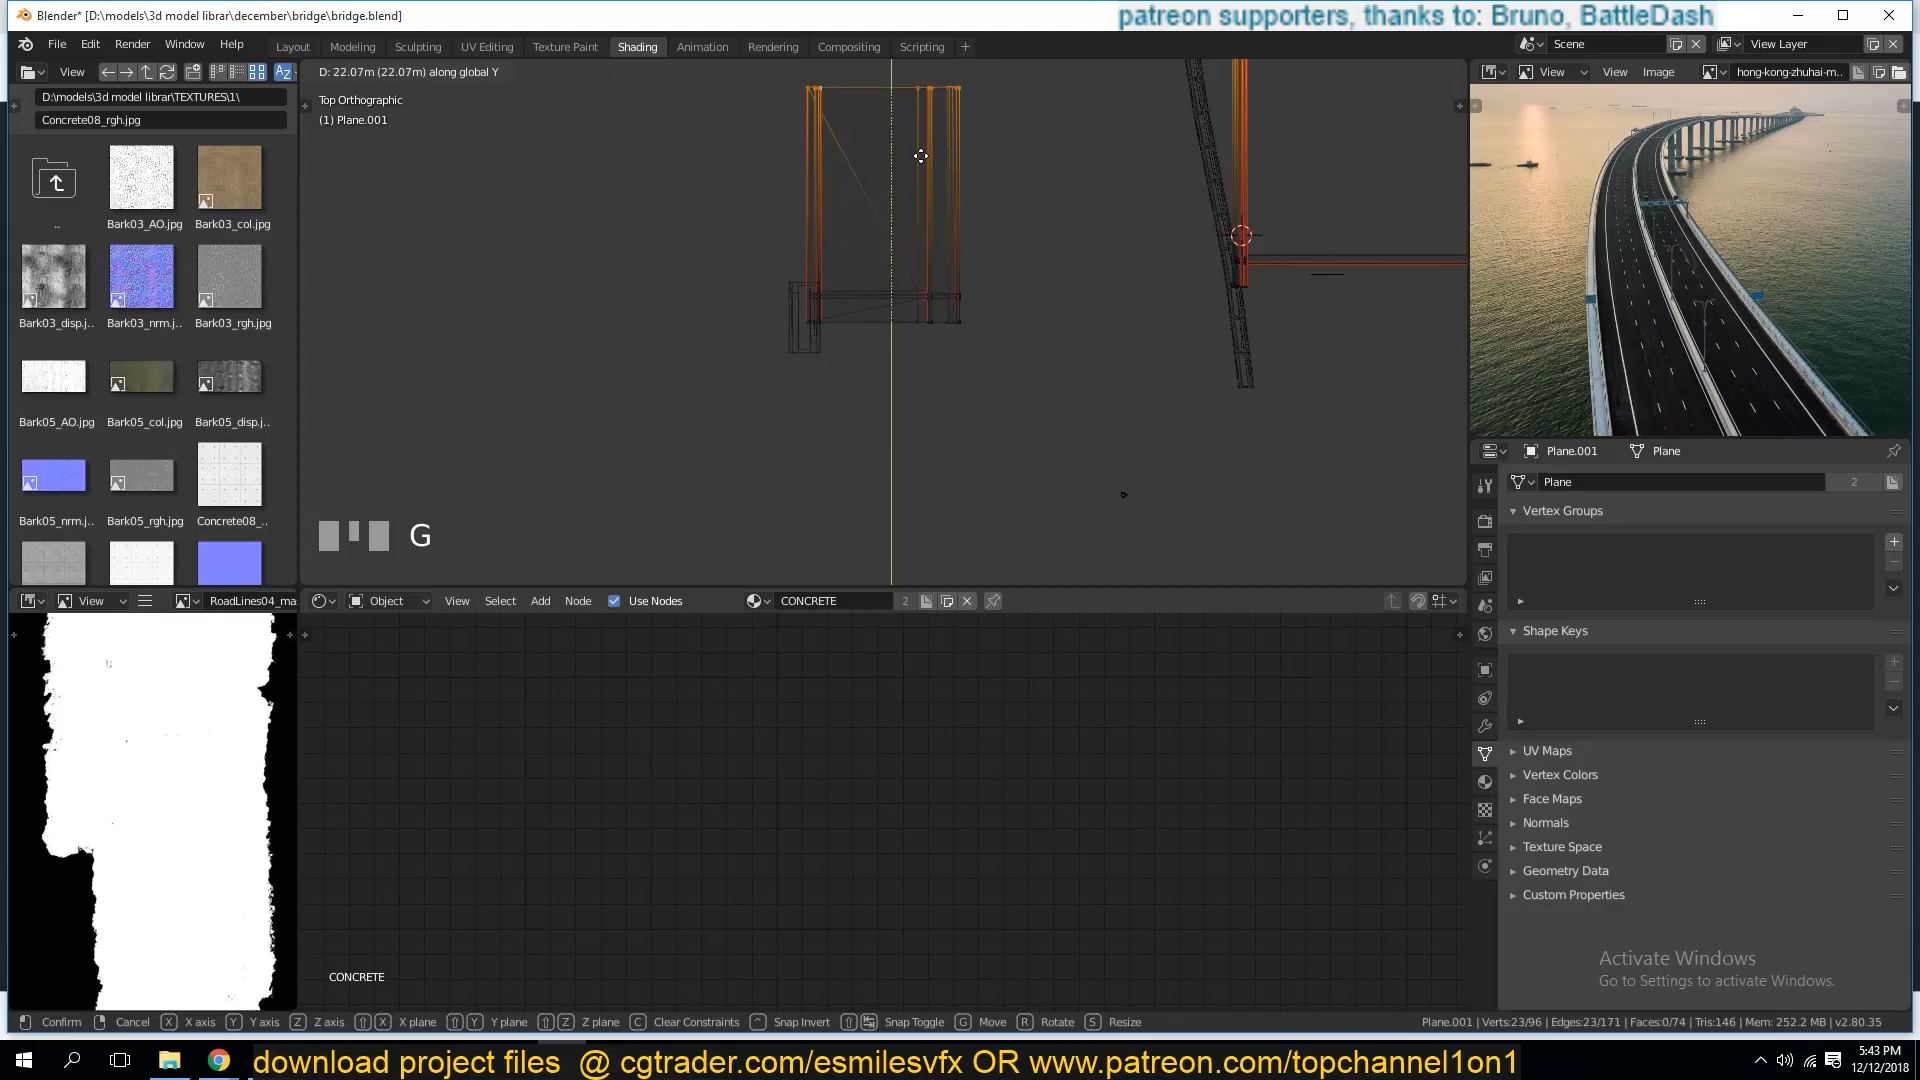 Blender* [D:\models\3d model librar\december\bridge\bridge.blend]
patreon supporters, thanks to: Bruno, BattleDash
File Edit Render Window Help
Layout Modeling Sculpting UV Editing Texture Paint Shading Animation Rendering Compositing Scripting +
Scene
View Layer
View
D: 22.07m (22.07m) along global Y
View View Image hong-kong-zhuhai-m..
D:\models\3d model librar\TEXTURES\1\
Concrete08_rgh.jpg
Top Orthographic
(1) Plane.001
..
Bark03_AO.jpg Bark03_col.jpg
Bark03_disp.j.. Bark03_nrm.j.. Bark03_rgh.jpg
Bark05_AO.jpg Bark05_col.jpg Bark05_disp.j..
Bark05_nrm.j.. Bark05_rgh.jpg Concrete08_..
G
Plane.001 Plane
Plane 2
Vertex Groups
Shape Keys
UV Maps
Vertex Colors
Face Maps
Normals
Texture Space
Geometry Data
Custom Properties
View RoadLines04_ma
Object View Select Add Node Use Nodes CONCRETE 2
CONCRETE
Activate Windows
Go to Settings to activate Windows.
Confirm Cancel X X axis Y Y axis Z Z axis X X plane Y Y plane Z Z plane C Clear Constraints Snap Invert Snap Toggle G Move R Rotate S Resize
Plane.001 | Verts:23/96 | Edges:23/171 | Faces:0/74 | Tris:146 | Mem: 252.2 MB | v2.80.35
download project files @ cgtrader.com/esmilesvfx OR www.patreon.com/topchannel1on1
5:43 PM
12/12/2018